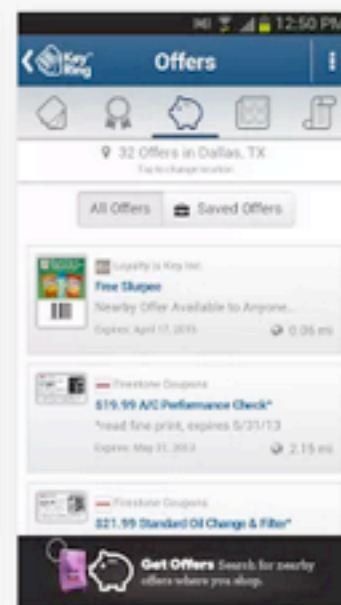 12:50 PM
Key Ring
Offers
32 Offers in Dallas, TX
Tap to change location
All Offers
Saved Offers
Loyalty is Key Inc.
Free Slurpee
Nearby Offer Available to Anyone...
Expires: April 17, 2015
0.06 mi
Firestone Coupons
$19.99 A/C Performance Check*
*read fine print, expires 5/31/13
Expires: May 31, 2013
2.15 mi
Firestone Coupons
$21.99 Standard Oil Change & Filter*
Get Offers Search for nearby
offers where you shop.